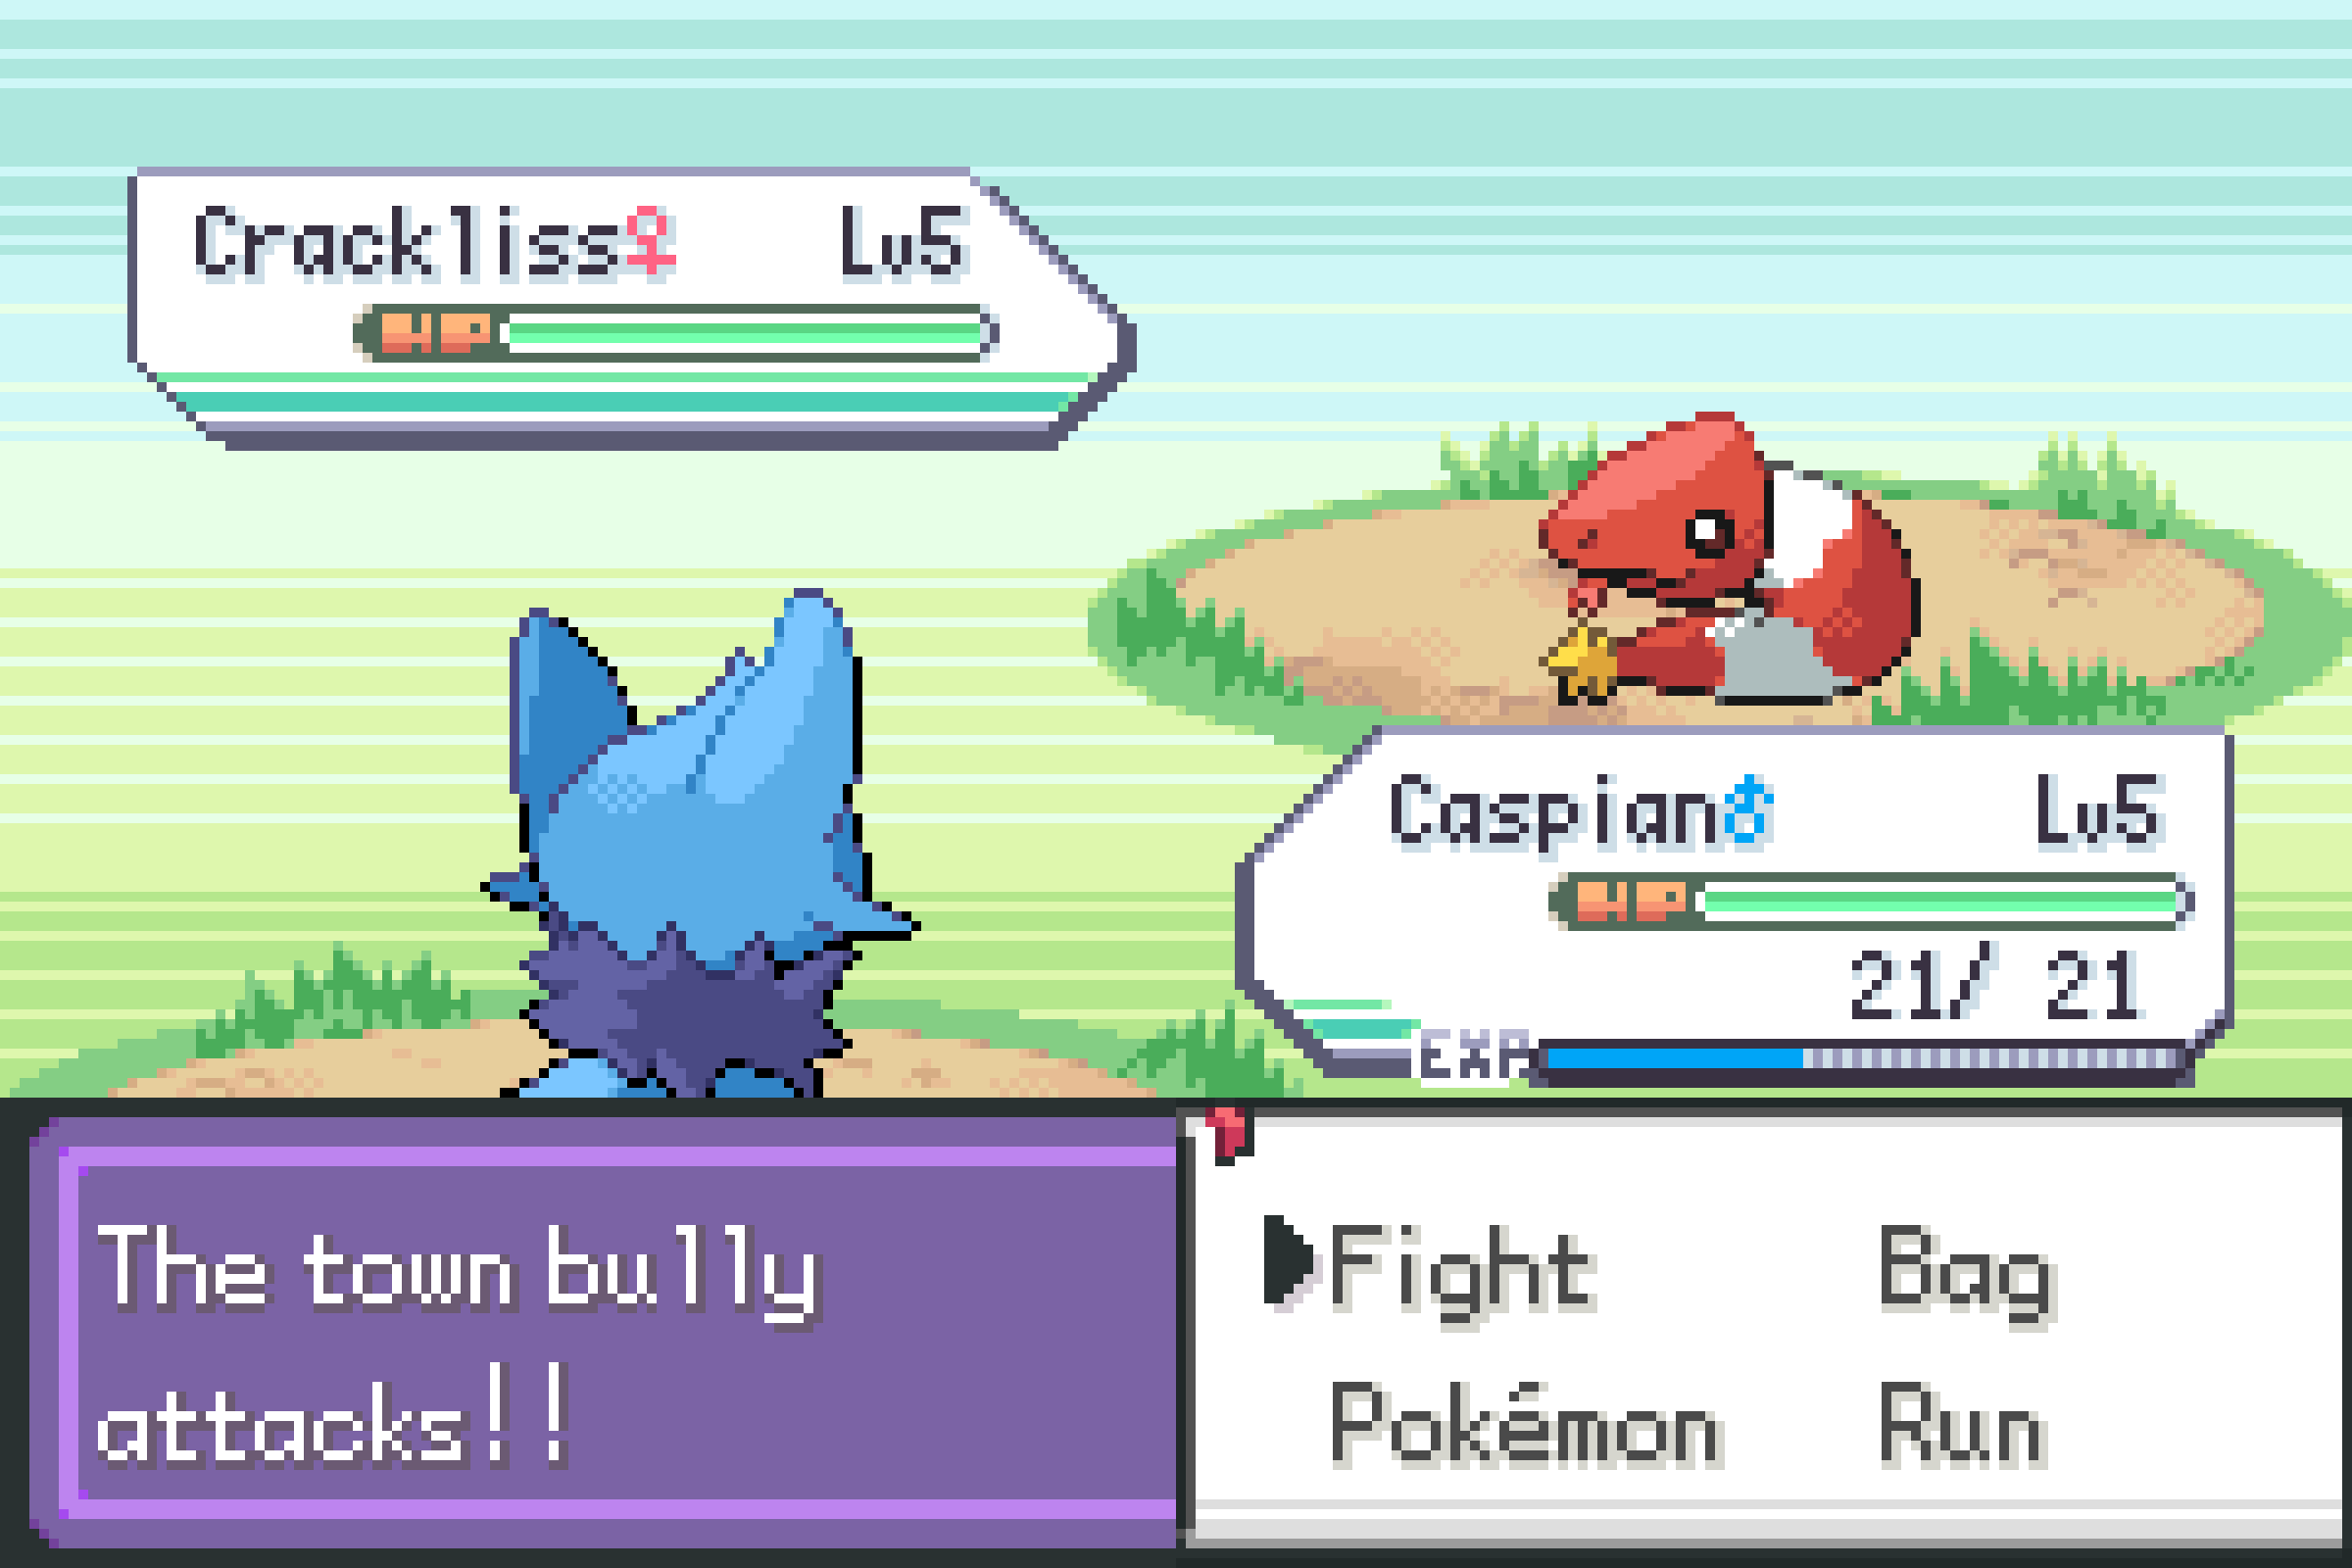 Crackliss♀ Lv5
HP
Caspian♂ Lv5
HP
21/ 21
EXP
The town bully
attacks!!
Fight Bag
Pokémon Run